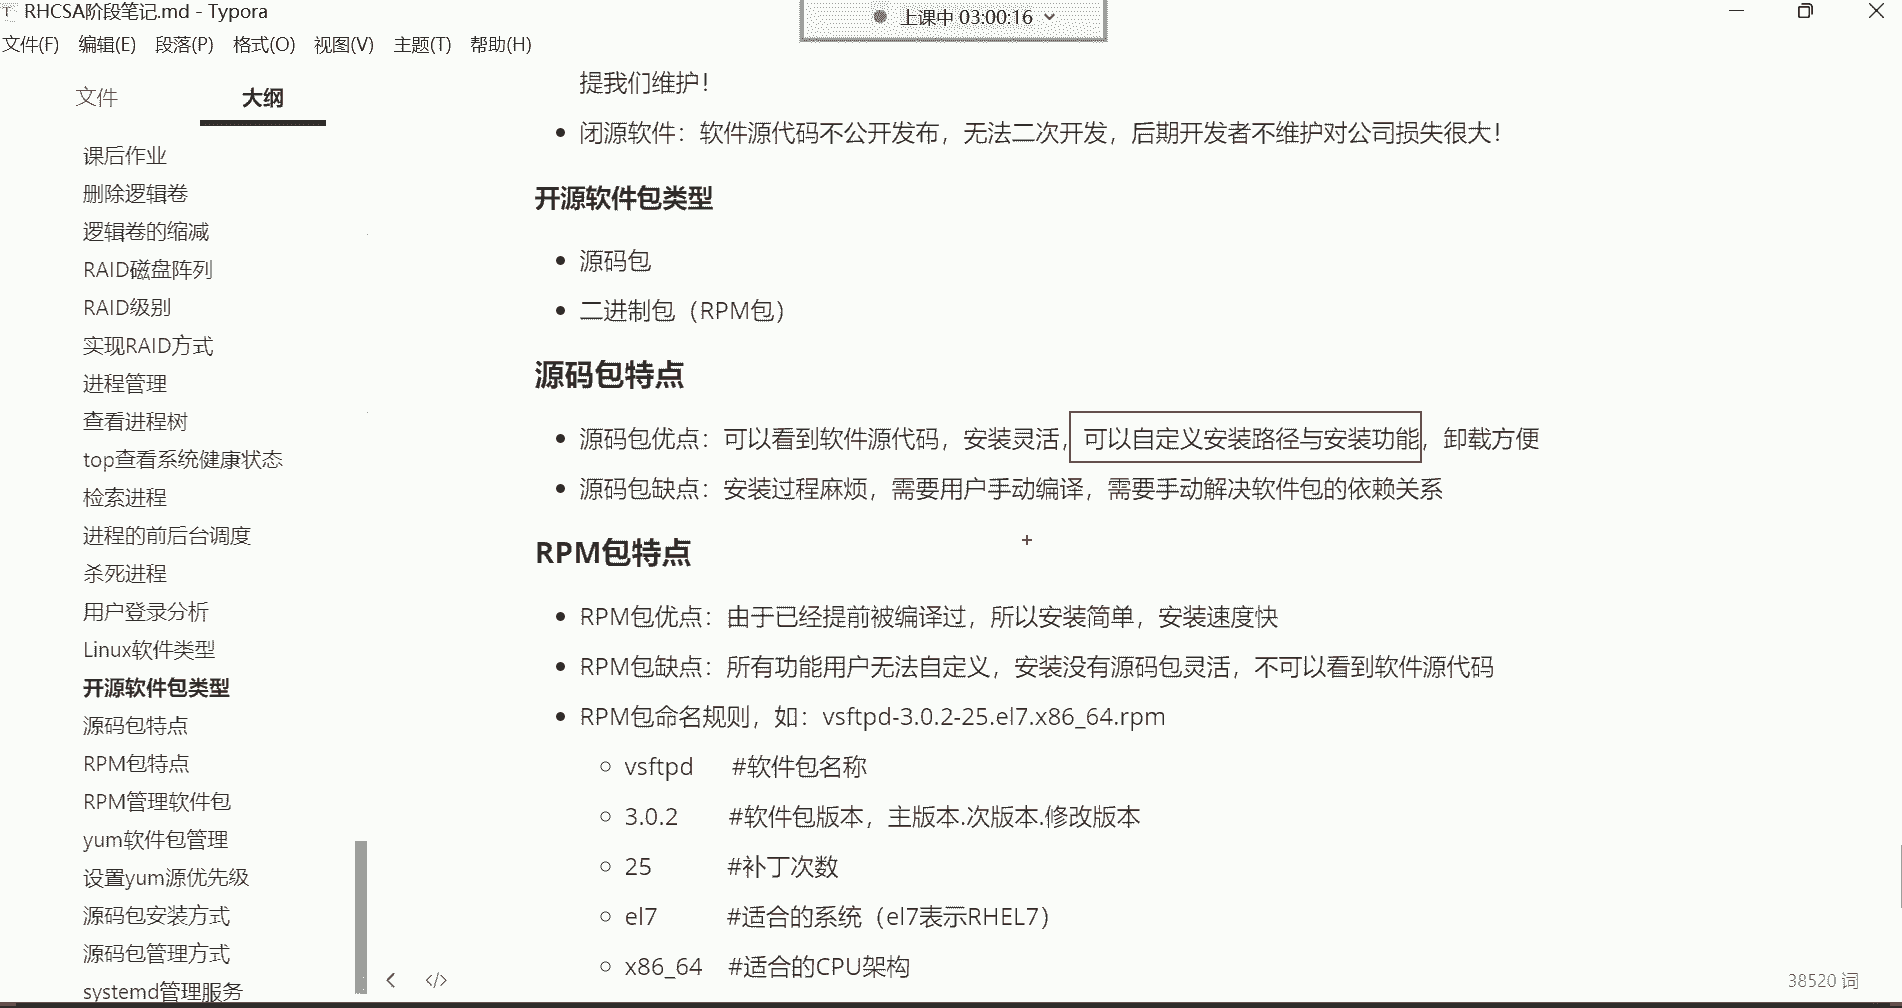 RHCSA阶段笔记.md - Typora
上课中 03:00:16
文件(F) 编辑(E) 段落(P) 格式(O) 视图(V) 主题(T) 帮助(H)
文件 大纲
课后作业
删除逻辑卷
逻辑卷的缩减
RAID磁盘阵列
RAID级别
实现RAID方式
进程管理
查看进程树
top查看系统健康状态
检索进程
进程的前后台调度
杀死进程
用户登录分析
Linux软件类型
开源软件包类型
源码包特点
RPM包特点
RPM管理软件包
yum软件包管理
设置yum源优先级
源码包安装方式
源码包管理方式
systemd管理服务
提我们维护！
闭源软件：软件源代码不公开发布，无法二次开发，后期开发者不维护对公司损失很大！
开源软件包类型
源码包
二进制包（RPM包）
源码包特点
源码包优点：可以看到软件源代码，安装灵活，可以自定义安装路径与安装功能，卸载方便
源码包缺点：安装过程麻烦，需要用户手动编译，需要手动解决软件包的依赖关系
RPM包特点
RPM包优点：由于已经提前被编译过，所以安装简单，安装速度快
RPM包缺点：所有功能用户无法自定义，安装没有源码包灵活，不可以看到软件源代码
RPM包命名规则，如：vsftpd-3.0.2-25.el7.x86_64.rpm
vsftpd #软件包名称
3.0.2 #软件包版本，主版本.次版本.修改版本
25 #补丁次数
el7 #适合的系统（el7表示RHEL7）
x86_64 #适合的CPU架构
38520 词